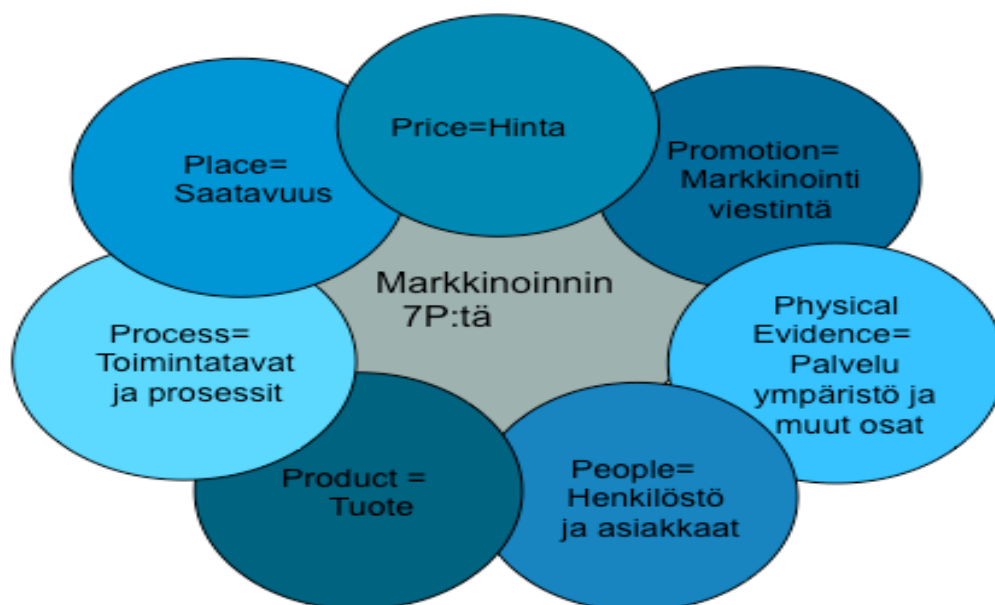 Price=Hinta
Place=
Saatavuus
Promotion=
Markkinointi
viestintä
Markkinoinnin
7P:tä
Process=
Toimintatavat
ja prosessit
Physical
Evidence=
Palvelu
ympäristö ja
muut osat
Product =
Tuote
People=
Henkilöstö
ja asiakkaat